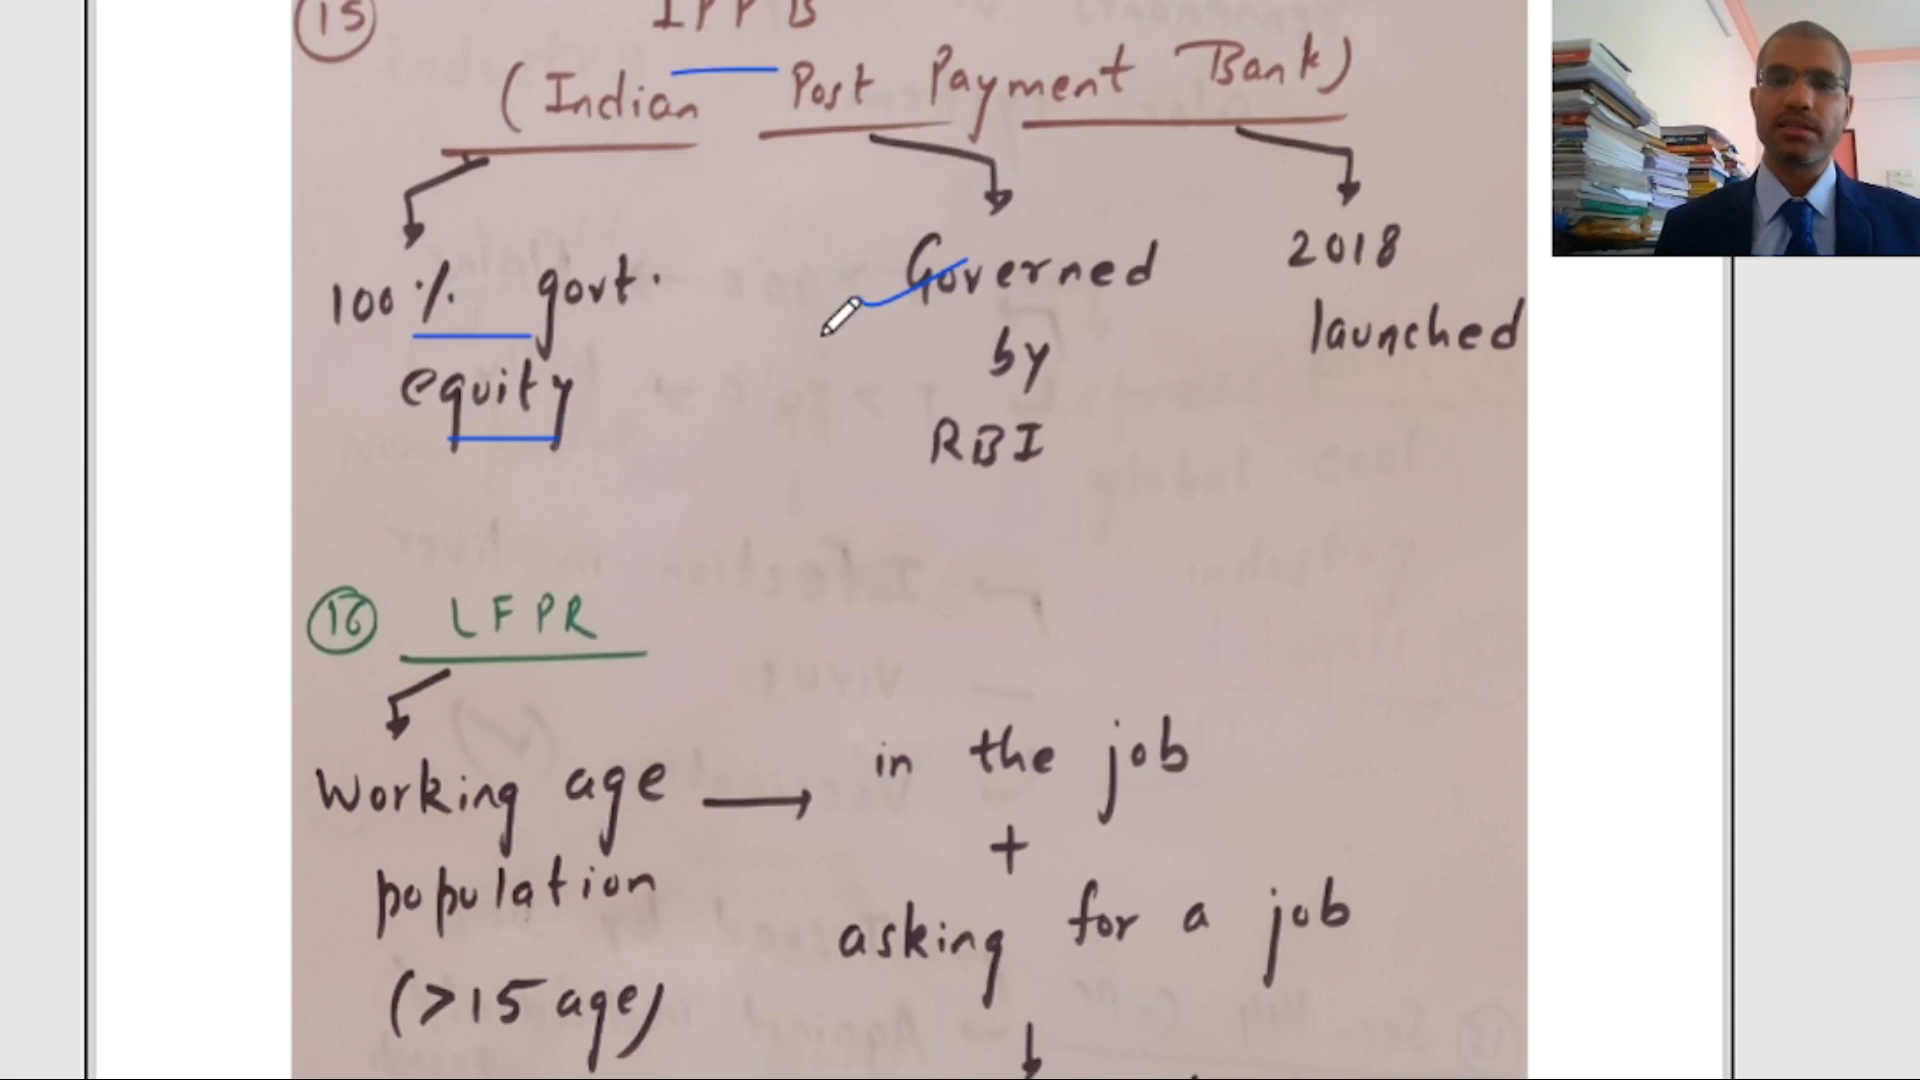 15 IPPB
(Indian Post Payment Bank)
100% govt.
equity
Governed
by
RBI
2018
launched
16 LFPR
Working age
population
(>15 age)
in the job
+
asking for a job